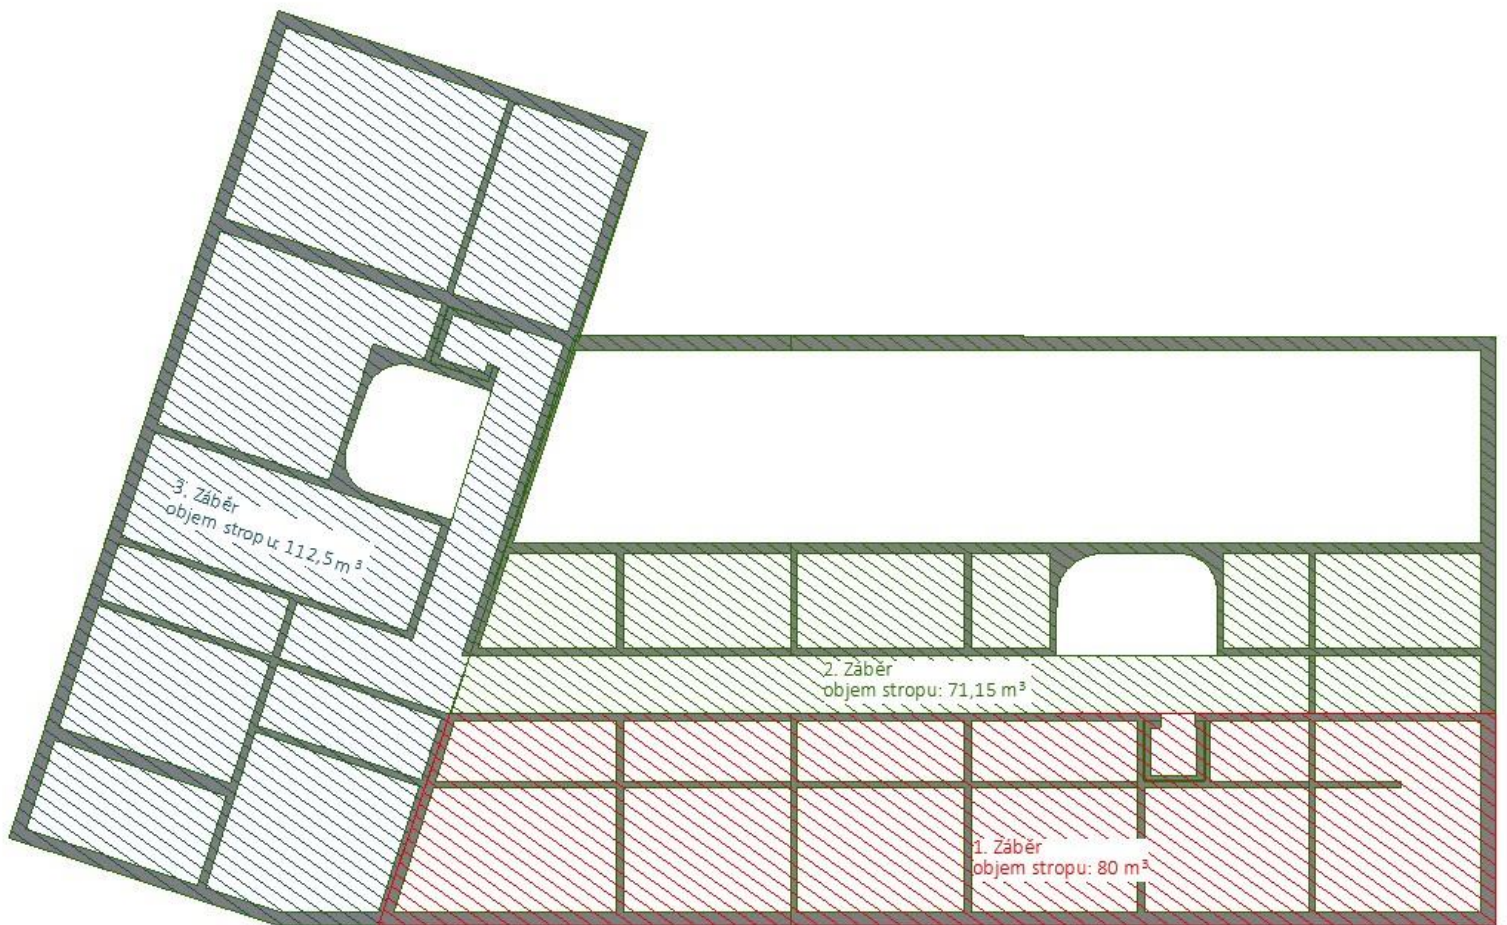 3. Záběr
objem stropu: 112,5 m³
2. Záběr
objem stropu: 71,15 m³
1. Záběr
objem stropu: 80 m³